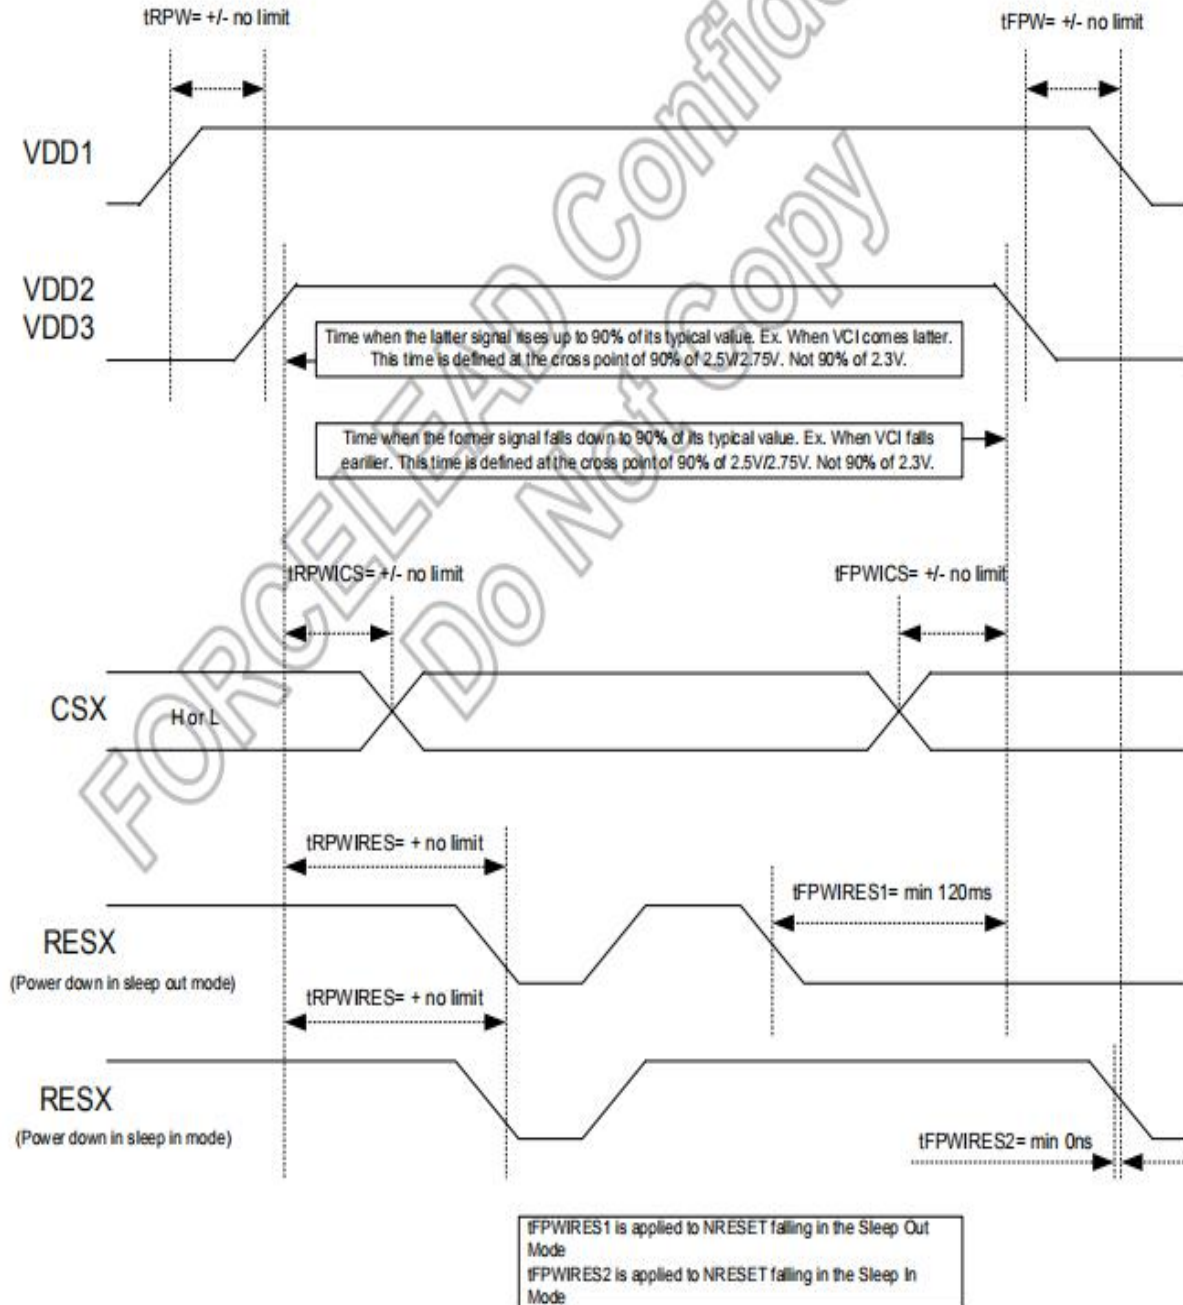 tRPW= +/- no limit
tFPW= +/- no limit
VDD1
VDD2
VDD3
Time when the latter signal rises up to 90% of its typical value. Ex. When VCI comes latter.
This time is defined at the cross point of 90% of 2.5V/2.75V. Not 90% of 2.3V.
Time when the former signal falls down to 90% of its typical value. Ex. When VCI falls
earilier. This time is defined at the cross point of 90% of 2.5V/2.75V. Not 90% of 2.3V.
tRPWICS= +/- no limit
tFPWICS= +/- no limit
CSX
H or L
tRPWIRES= + no limit
tFPWIRES1= min 120ms
RESX
(Power down in sleep out mode)
tRPWIRES= + no limit
RESX
(Power down in sleep in mode)
tFPWIRES2= min 0ns
tFPWIRES1 is applied to NRESET falling in the Sleep Out
Mode
tFPWIRES2 is applied to NRESET falling in the Sleep In
Mode
FORCELEAD
Do Not Copy